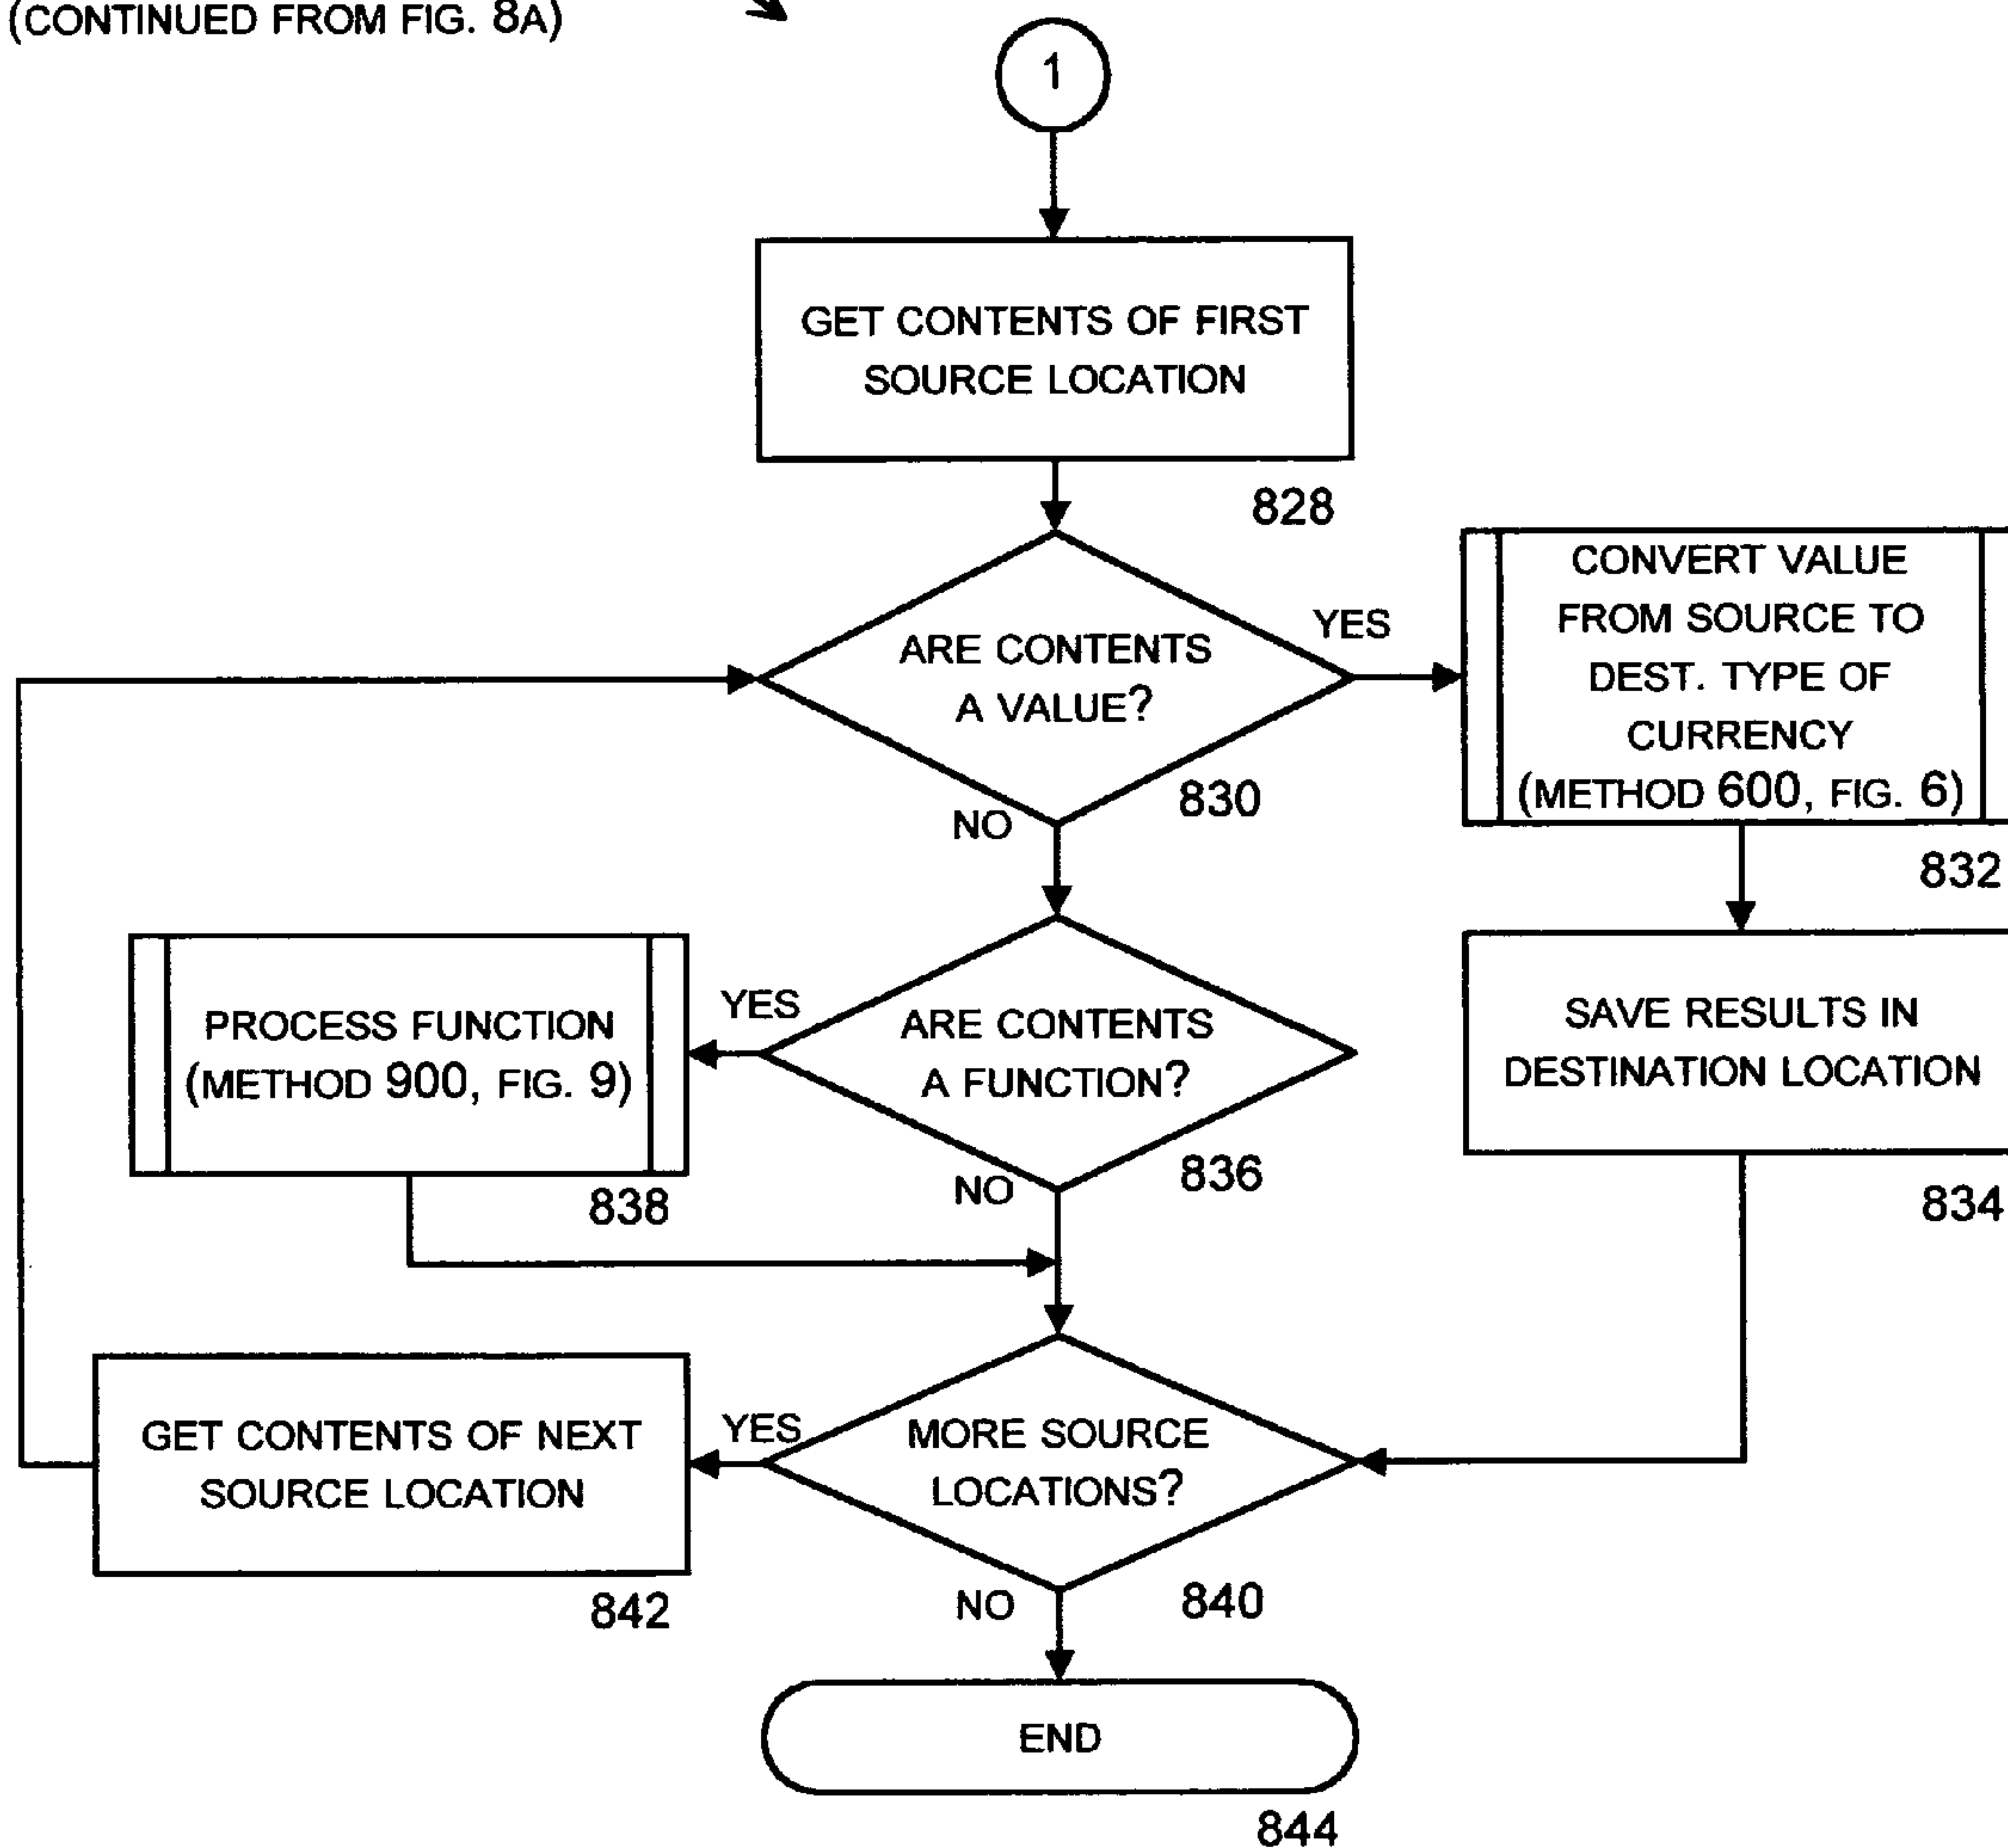 (CONTINUED FROM FIG. 8A)
1
GET CONTENTS OF FIRST
SOURCE LOCATION
828
ARE CONTENTS
A VALUE?
830
YES
NO
CONVERT VALUE
FROM SOURCE TO
DEST. TYPE OF
CURRENCY
(METHOD 600, FIG. 6)
832
SAVE RESULTS IN
DESTINATION LOCATION
834
ARE CONTENTS
A FUNCTION?
836
YES
NO
PROCESS FUNCTION
(METHOD 900, FIG. 9)
838
MORE SOURCE
LOCATIONS?
840
YES
NO
GET CONTENTS OF NEXT
SOURCE LOCATION
842
END
844